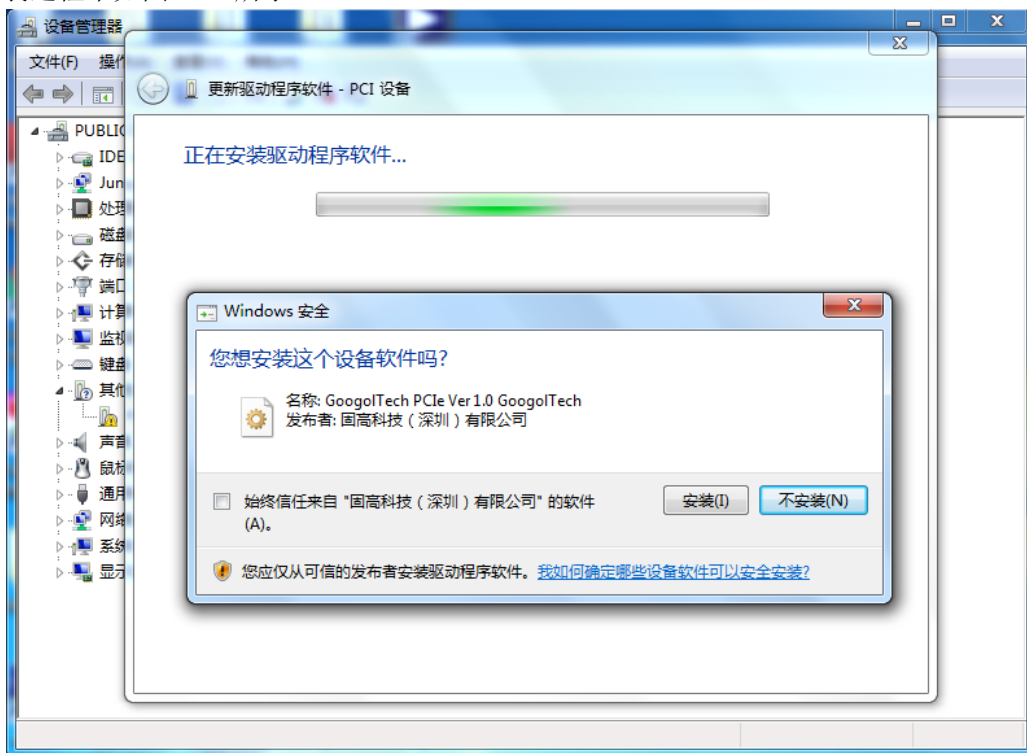 设备管理器
文件(F) 操作
更新驱动程序软件 - PCI 设备
正在安装驱动程序软件...
PUBLIC
IDE
Jun
处理
磁盘
存储
端口
计算
监视
键盘
其他
声音
鼠标
通用
网络
系统
显示
Windows 安全
您想安装这个设备软件吗?
名称: GoogolTech PCIe Ver1.0 GoogolTech
发布者: 固高科技（深圳）有限公司
始终信任来自 "固高科技（深圳）有限公司" 的软件
(A)。
安装(I)
不安装(N)
您应仅从可信的发布者安装驱动程序软件。我如何确定哪些设备软件可以安全安装?